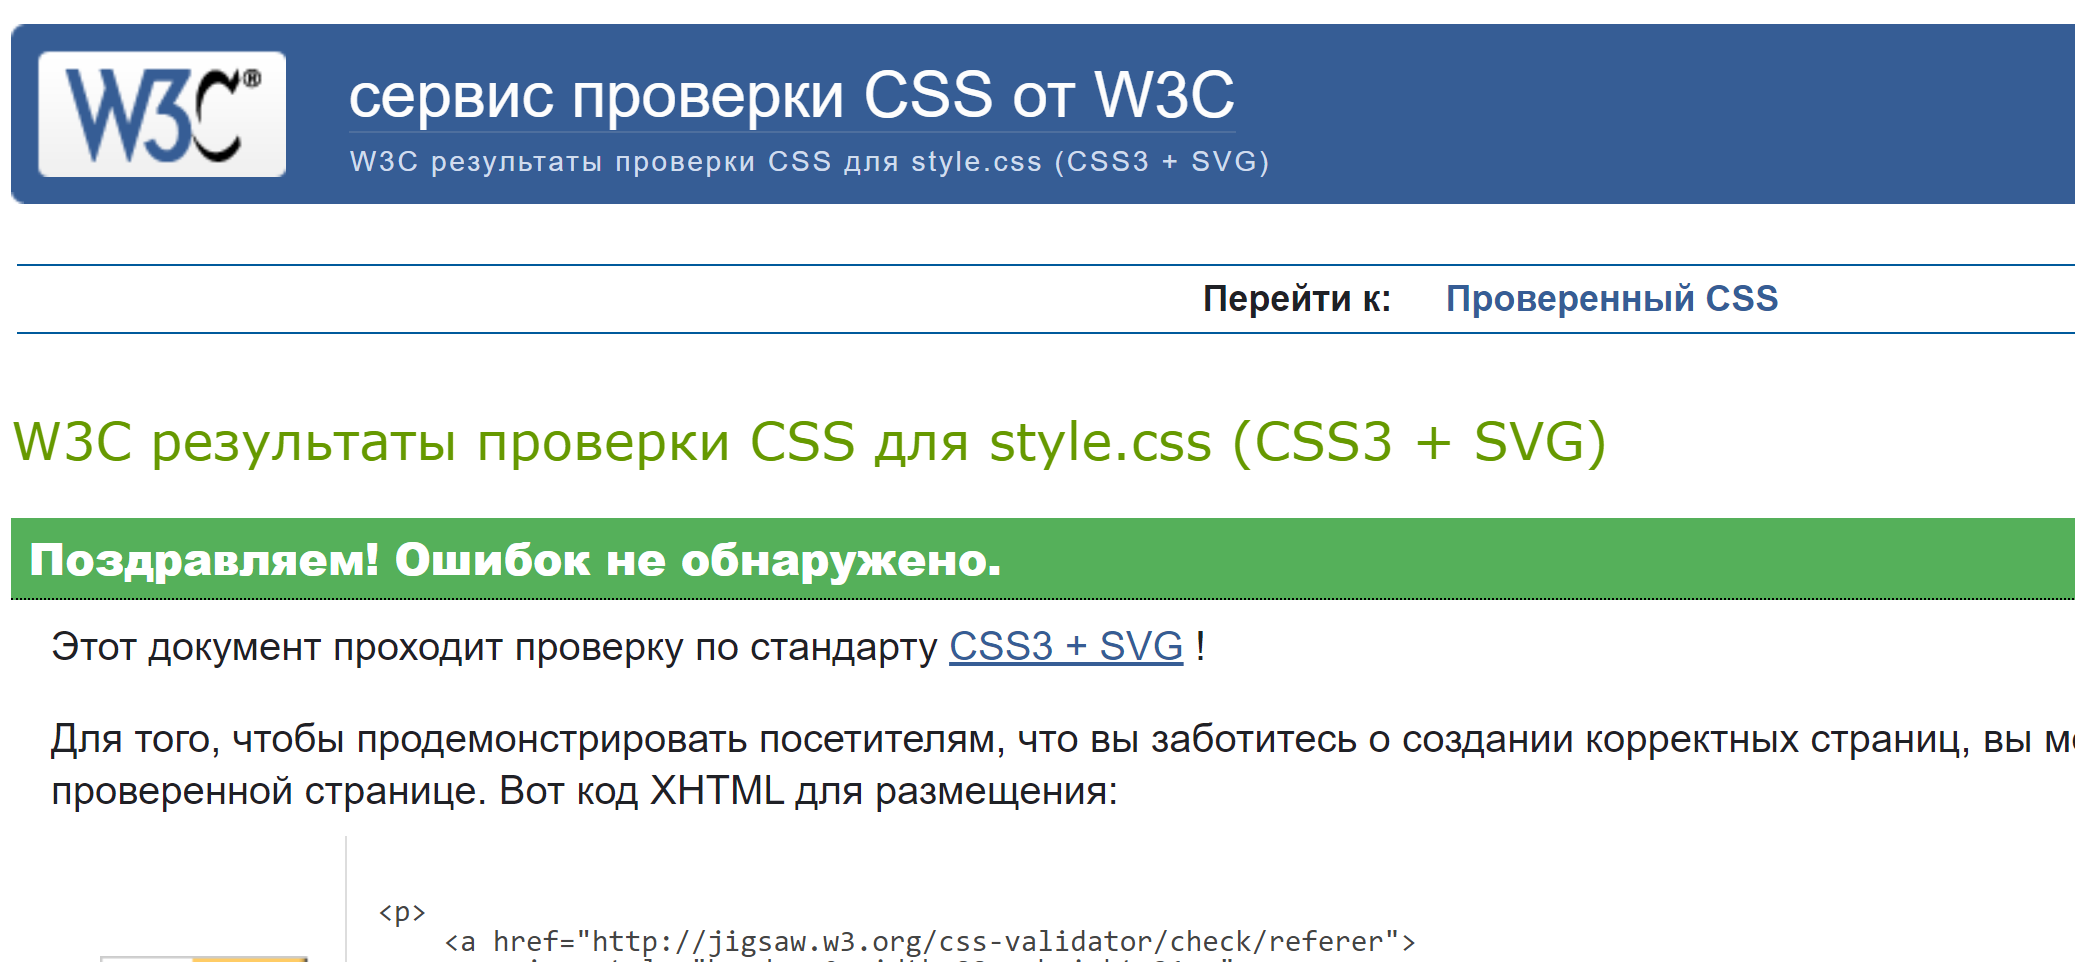 W3C®
сервис проверки CSS от W3C
W3C результаты проверки CSS для style.css (CSS3 + SVG)
Перейти к: Проверенный CSS
W3C результаты проверки CSS для style.css (CSS3 + SVG)
Поздравляем! Ошибок не обнаружено.
Этот документ проходит проверку по стандарту CSS3 + SVG !
Для того, чтобы продемонстрировать посетителям, что вы заботитесь о создании корректных страниц, вы
проверенной странице. Вот код XHTML для размещения:
<p>
<a href="http://jigsaw.w3.org/css-validator/check/referer">